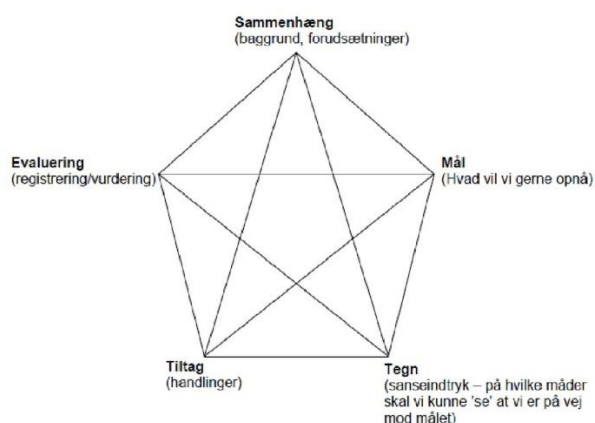 Sammenhæng
(baggrund, forudsætninger)
Evaluering
(registrering/vurdering)
Mål
(Hvad vil vi gerne opnå)
Tiltag
(handlinger)
Tegn
(sanseindtryk – på hvilke måder
skal vi kunne 'se' at vi er på vej
mod målet)